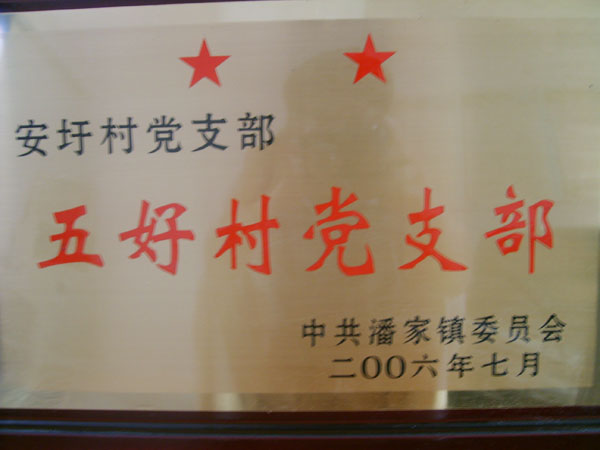 安圩村党支部
五好村党支部
中共潘家镇委员会
二00六年七月